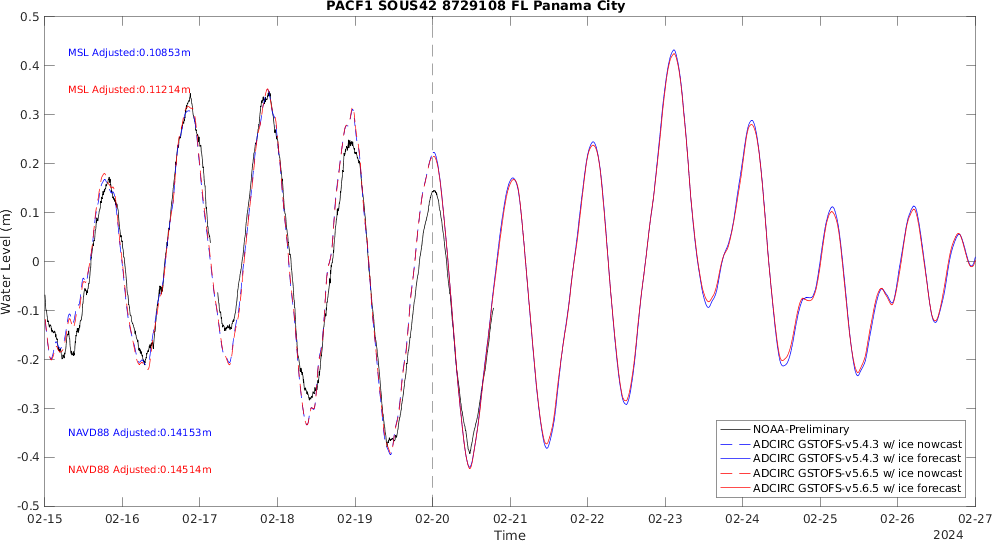 PACF1 SOUS42 8729108 FL Panama City
0.5
0.4
0.3
0.2
0.1
0
-0.1
-0.2
-0.3
-0.4
-0.5
Water Level (m)
MSL Adjusted:0.10853m
MSL Adjusted:0.11214m
NAVD88 Adjusted:0.14153m
NAVD88 Adjusted:0.14514m
NOAA-Preliminary
ADCIRC GSTOFS-v5.4.3 w/ ice nowcast
ADCIRC GSTOFS-v5.4.3 w/ ice forecast
ADCIRC GSTOFS-v5.6.5 w/ ice nowcast
ADCIRC GSTOFS-v5.6.5 w/ ice forecast
02-15 02-16 02-17 02-18 02-19 02-20 02-21 02-22 02-23 02-24 02-25 02-26 02-27
Time
2024